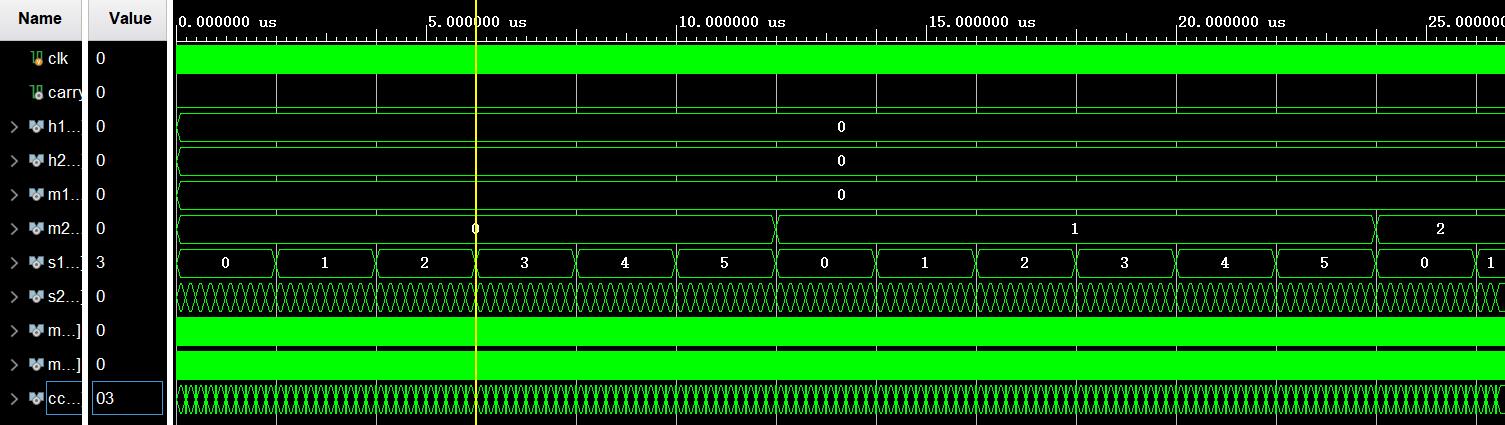 Name Value 0.000000 us 5.000000 us 10.000000 us 15.000000 us 20.000000 us 25.000000
clk 0
carry 0
h1... 0 0
h2... 0 0
m1... 0 0
m2... 0 0 1 2
s1... 3 0 1 2 3 4 5 0 1 2 3 4 5 0 1
s2... 0
m...] 0
m...] 0
cc... 03